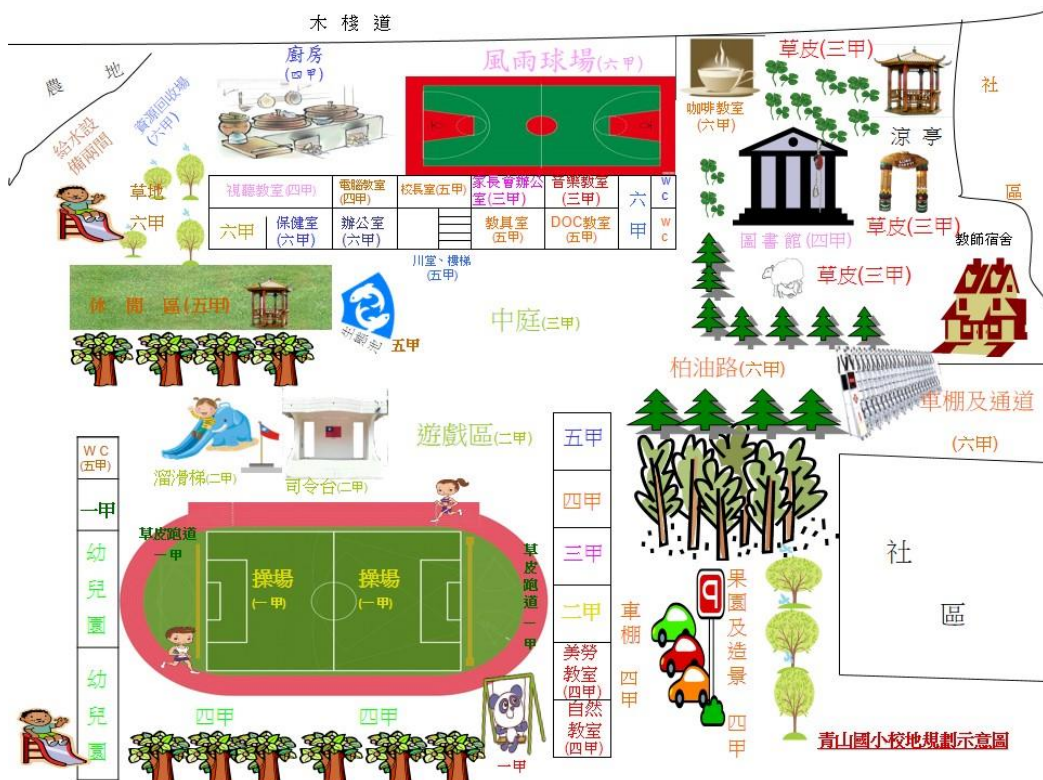 木棧道
農地
給水設
備兩間
資源回收場
(六甲)
廚房
(四甲)
風雨球場(六甲)
咖啡教室
(六甲)
草皮(三甲)
涼亭
社
區
草地
六甲
視聽教室(四甲)
電腦教室
(四甲)
校長室(五甲)
家長會辦公
室(三甲)
音樂教室
(三甲)
六
甲
WC
WC
六甲
保健室
(六甲)
辦公室
(六甲)
教具室
(五甲)
DOC教室
(五甲)
川堂、樓梯
(五甲)
圖書館(四甲)
草皮(三甲)
教師宿舍
草皮(三甲)
休閒區(五甲)
生態池
五甲
中庭(三甲)
柏油路(六甲)
車棚及通道
(六甲)
遊戲區(二甲)
溜滑梯(二甲)
司令台(二甲)
WC
(五甲)
一甲
幼兒園
幼兒園
草皮跑道
一甲
操場
(一甲)
操場
(一甲)
草皮跑道一甲
五甲
四甲
三甲
二甲
美勞
教室
(四甲)
自然
教室
(四甲)
車棚四甲
P
果園及造景四甲
社
區
四甲
四甲
一甲
青山國小校地規劃示意圖